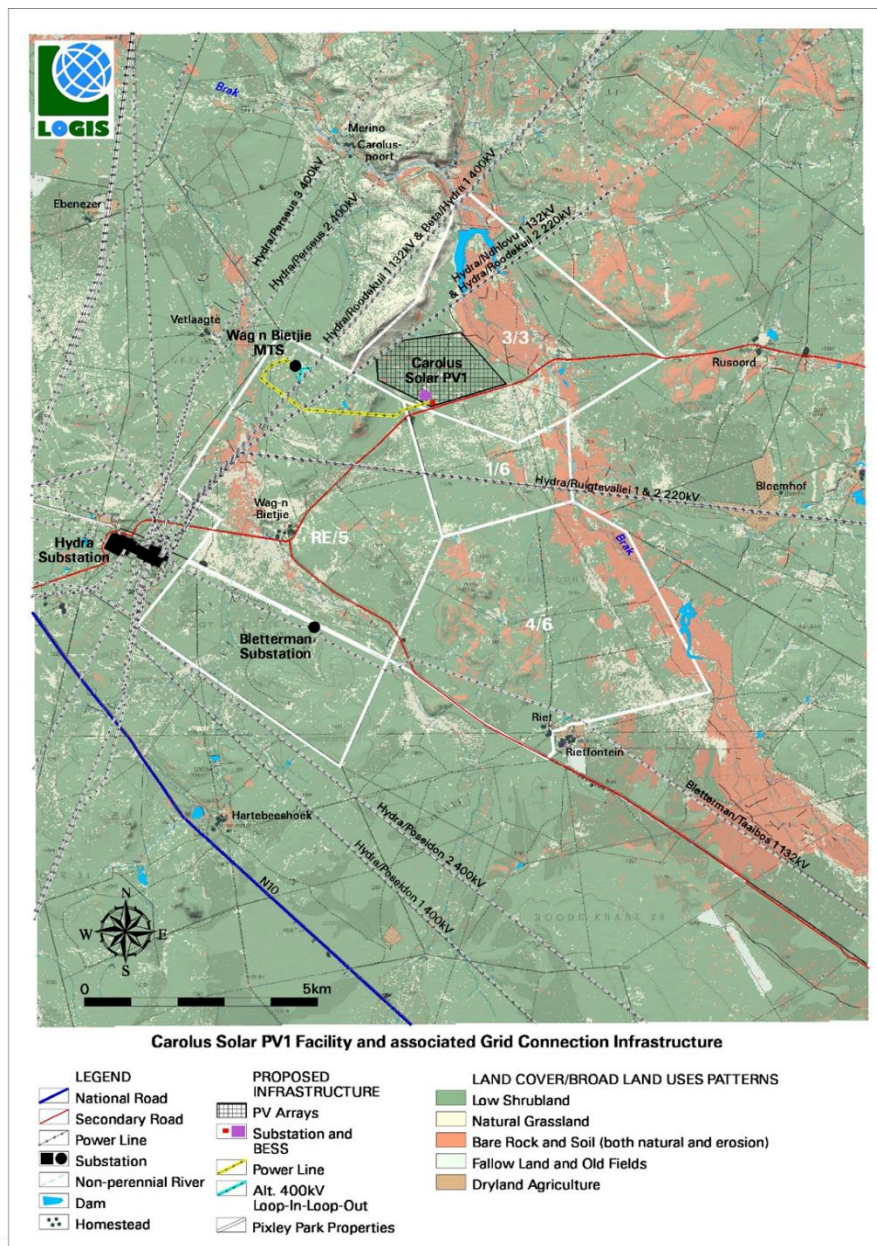 LOGIS
Brak
Merino
Carolus-
poort
Ebenezer
Hydra/Perseus 3 400kV
Hydra/Perseus 2 400kV
Hydra/Roodekuil 1 132kV & Beta/Hydra 1 400kV
Hydra/Ndhlovu 1 132kV
& Hydra/Roodekuil 2 220kV
Vetlaagte
Wag n Bietjie
MTS
3/3
Carolus
Solar PV1
Rusoord
1/6
Hydra/Ruigtevallei 1 & 2 220kV
Bloemhof
Wag-n
-Bietjie
RE/5
Hydra
Substation
Brak
4/6
Bletterman
Substation
Riet
Rietfontein
Bletterman/Taaibos 1 132kV
Hartebeeshoek
Hydra/Poseidon 2 400kV
Hydra/Poseidon 1 400kV
N10
ROODE KRAAL 28
N
W E
S
0 5km
Carolus Solar PV1 Facility and associated Grid Connection Infrastructure
LEGEND
National Road
Secondary Road
Power Line
Substation
Non-perennial River
Dam
Homestead
PROPOSED
INFRASTRUCTURE
PV Arrays
Substation and
BESS
Power Line
Alt. 400kV
Loop-In-Loop-Out
Pixley Park Properties
LAND COVER/BROAD LAND USES PATTERNS
Low Shrubland
Natural Grassland
Bare Rock and Soil (both natural and erosion)
Fallow Land and Old Fields
Dryland Agriculture